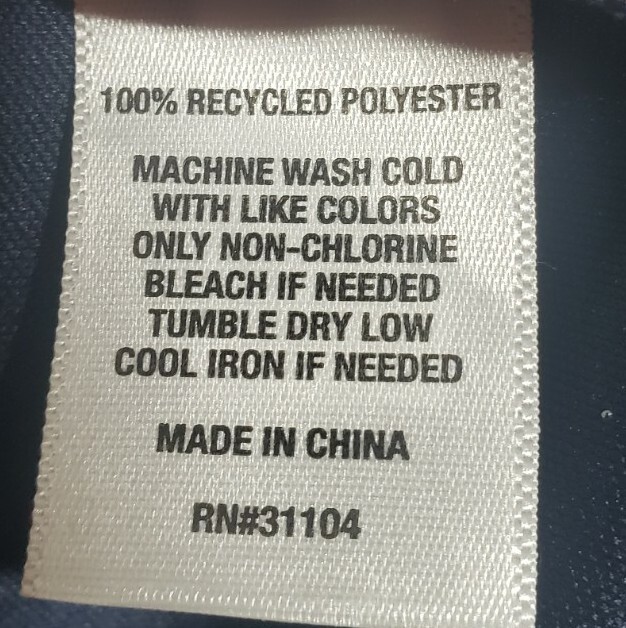 100% RECYCLED POLYESTER
MACHINE WASH COLD
WITH LIKE COLORS
ONLY NON-CHLORINE
BLEACH IF NEEDED
TUMBLE DRY LOW
COOL IRON IF NEEDED
MADE IN CHINA
RN#31104